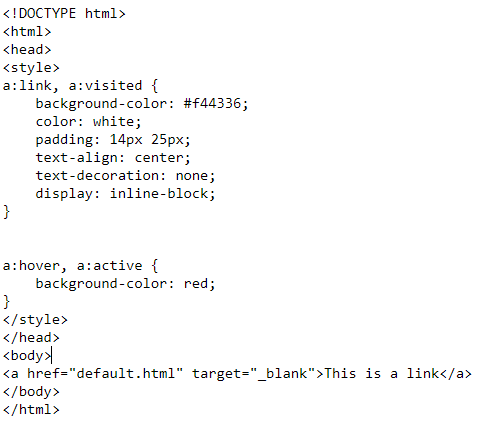 <!DOCTYPE html>
<html>
<head>
<style>
a:link, a:visited {
    background-color: #f44336;
    color: white;
    padding: 14px 25px;
    text-align: center;
    text-decoration: none;
    display: inline-block;
}
a:hover, a:active {
    background-color: red;
}
</style>
</head>
<body>
<a href="default.html" target="_blank">This is a link</a>
</body>
</html>